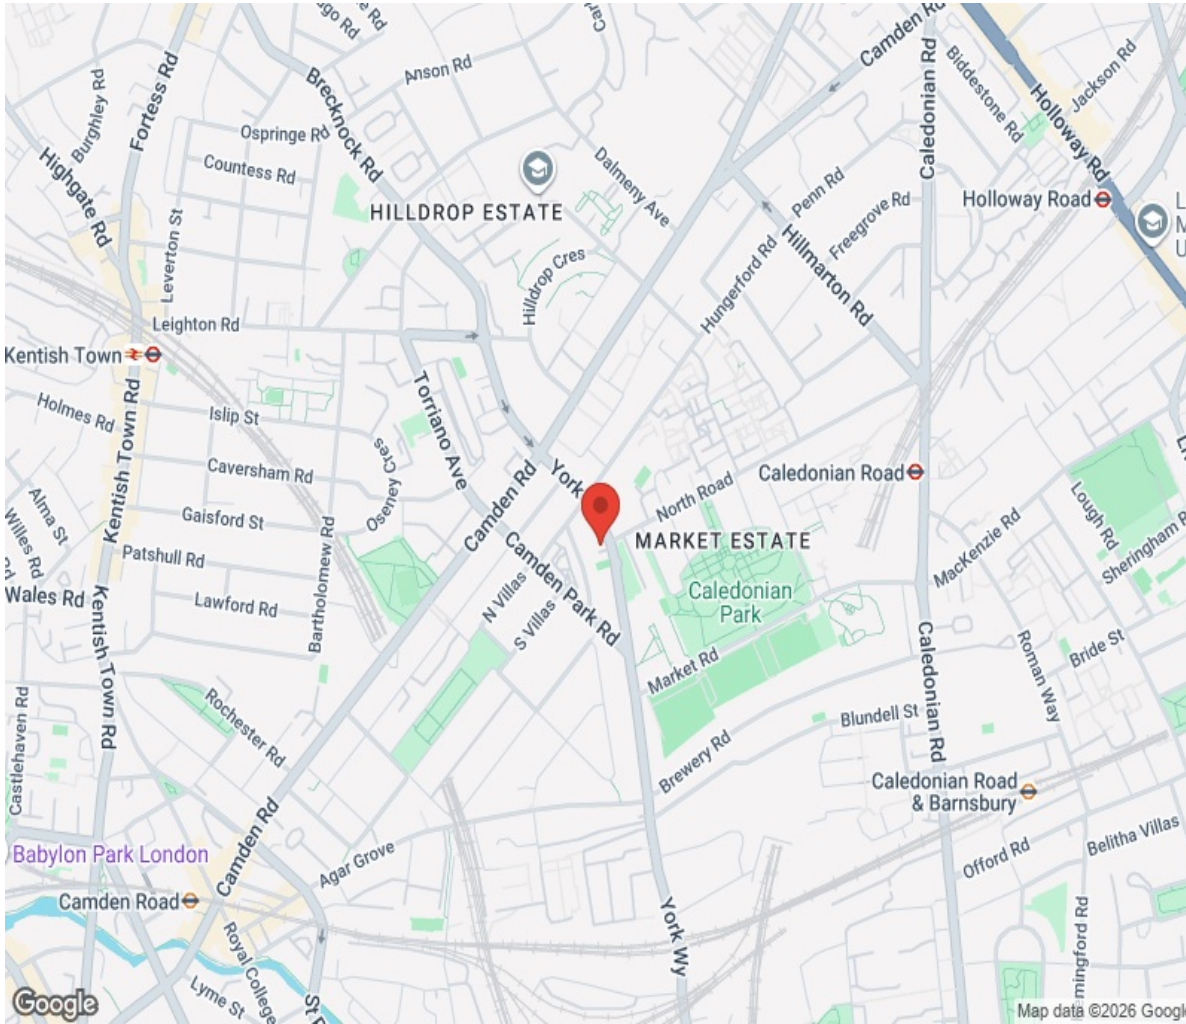 Camden Rd
Caledonian Rd
Biddestone Rd
Jackson Rd
Holloway Rd
Fortess Rd
Burghley Rd
Highgate Rd
Anson Rd
Brecknock Rd
Ospringe Rd
Countess Rd
HILLDROP ESTATE
Dalmeny Ave
Penn Rd
Freegrove Rd
Holloway Road
Hillmarton Rd
Hungerford Rd
Hilldrop Cres
Leverton St
Leighton Rd
Kentish Town
Holmes Rd
Kentish Town Rd
Islip St
Torriano Ave
Oseney Cres
Caversham Rd
Gaisford St
Alma St
Willes Rd
Patshull Rd
Lawford Rd
Wales Rd
Bartholomew Rd
Camden Rd
York
North Road
Caledonian Road
MARKET ESTATE
Caledonian
Park
MacKenzie Rd
Lough Rd
Sheringham R
Camden Park Rd
N Villas
S Villas
Market Rd
Caledonian Rd
Roman Way
Bride St
Blundell St
Brewery Rd
Caledonian Road
& Barnsbury
Offord Rd
Belitha Villas
Kentish Town Rd
Castlehaven Rd
Rochester Rd
Camden Rd
Babylon Park London
Agar Grove
Camden Road
Royal College
Lyme St
York Wy
mingford Rd
Google
Map data ©2026 Google